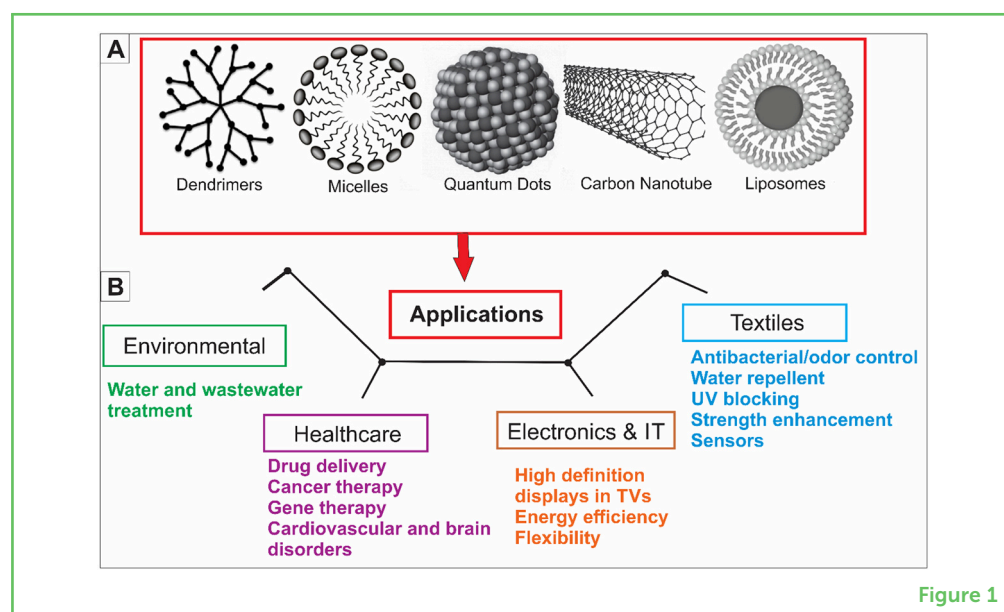 A
Dendrimers
Micelles
Quantum Dots
Carbon Nanotube
Liposomes
B
Applications
Environmental
Water and wastewater
treatment
Healthcare
Drug delivery
Cancer therapy
Gene therapy
Cardiovascular and brain
disorders
Electronics & IT
High definition
displays in TVs
Energy efficiency
Flexibility
Textiles
Antibacterial/odor control
Water repellent
UV blocking
Strength enhancement
Sensors
Figure 1